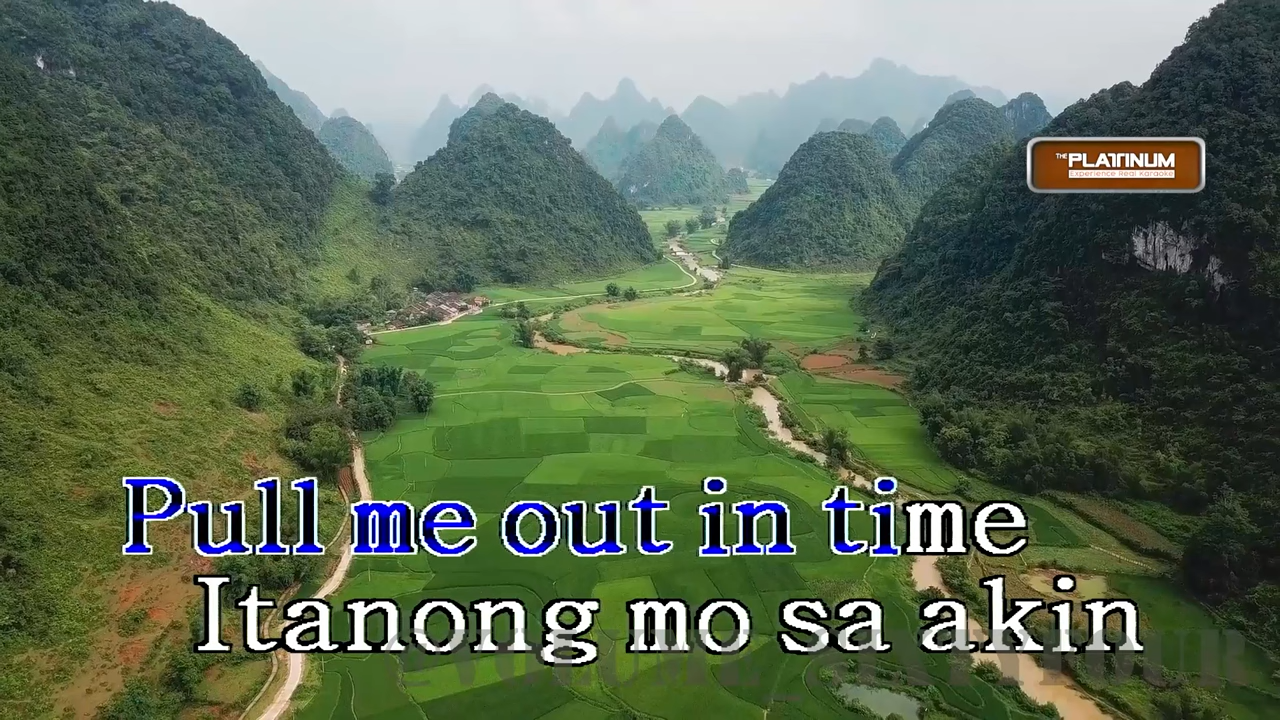 THE PLATINUM
Experience Real Karaoke
Pull me out in time
Itanong mo sa akin